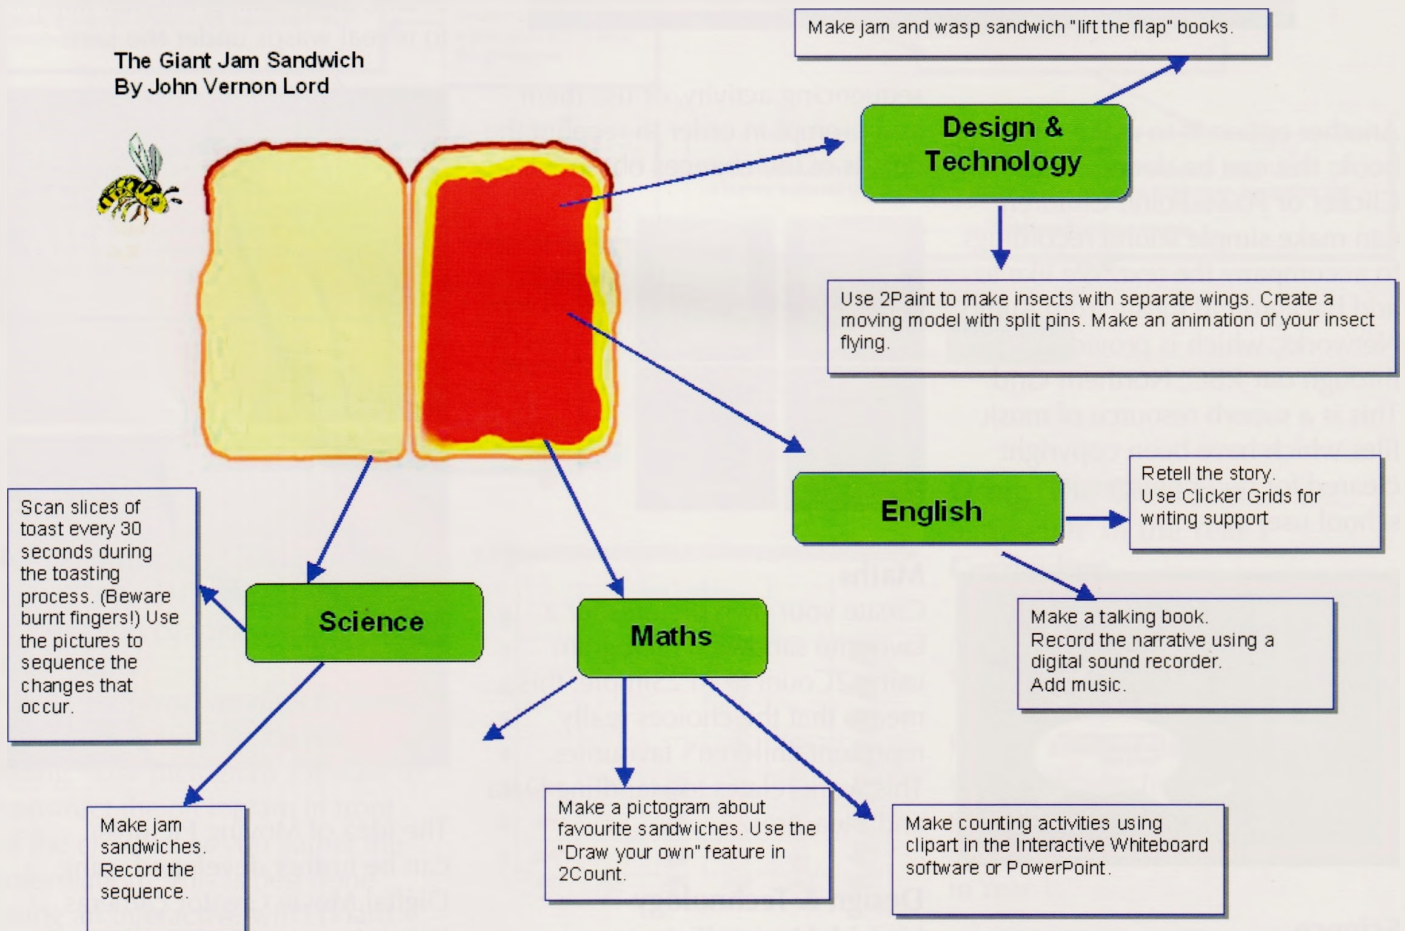 The Giant Jam Sandwich
By John Vernon Lord
Make jam and wasp sandwich "lift the flap" books.
Design &
Technology
Use 2Paint to make insects with separate wings. Create a
moving model with split pins. Make an animation of your insect
flying.
English
Retell the story.
Use Clicker Grids for
writing support
Make a talking book.
Record the narrative using a
digital sound recorder.
Add music.
Scan slices of
toast every 30
seconds during
the toasting
process. (Beware
burnt fingers!) Use
the pictures to
sequence the
changes that
occur.
Science
Maths
Make jam
sandwiches.
Record the
sequence.
Make a pictogram about
favourite sandwiches. Use the
"Draw your own" feature in
2Count.
Make counting activities using
clipart in the Interactive Whiteboard
software or PowerPoint.